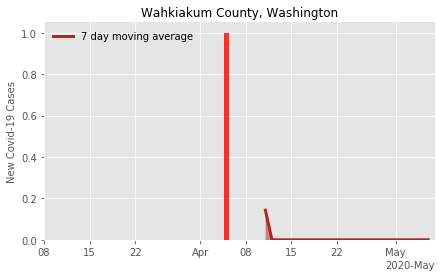 Wahkiakum County, Washington
7 day moving average
New Covid-19 Cases
1.0
0.8
0.6
0.4
0.2
0.0
08 15 22 Apr 08 15 22 May
2020-May